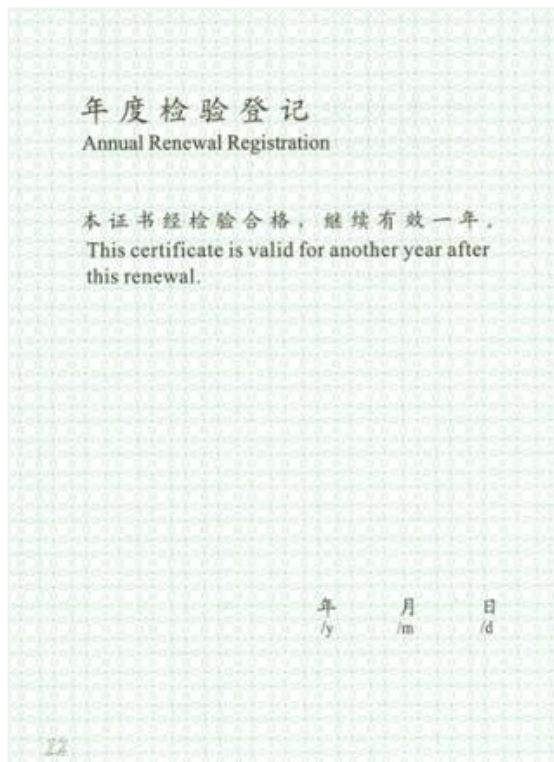 年度检验登记
Annual Renewal Registration
本证书经检验合格，继续有效一年。
This certificate is valid for another year after
this renewal.
年 月 日
/y /m /d
22